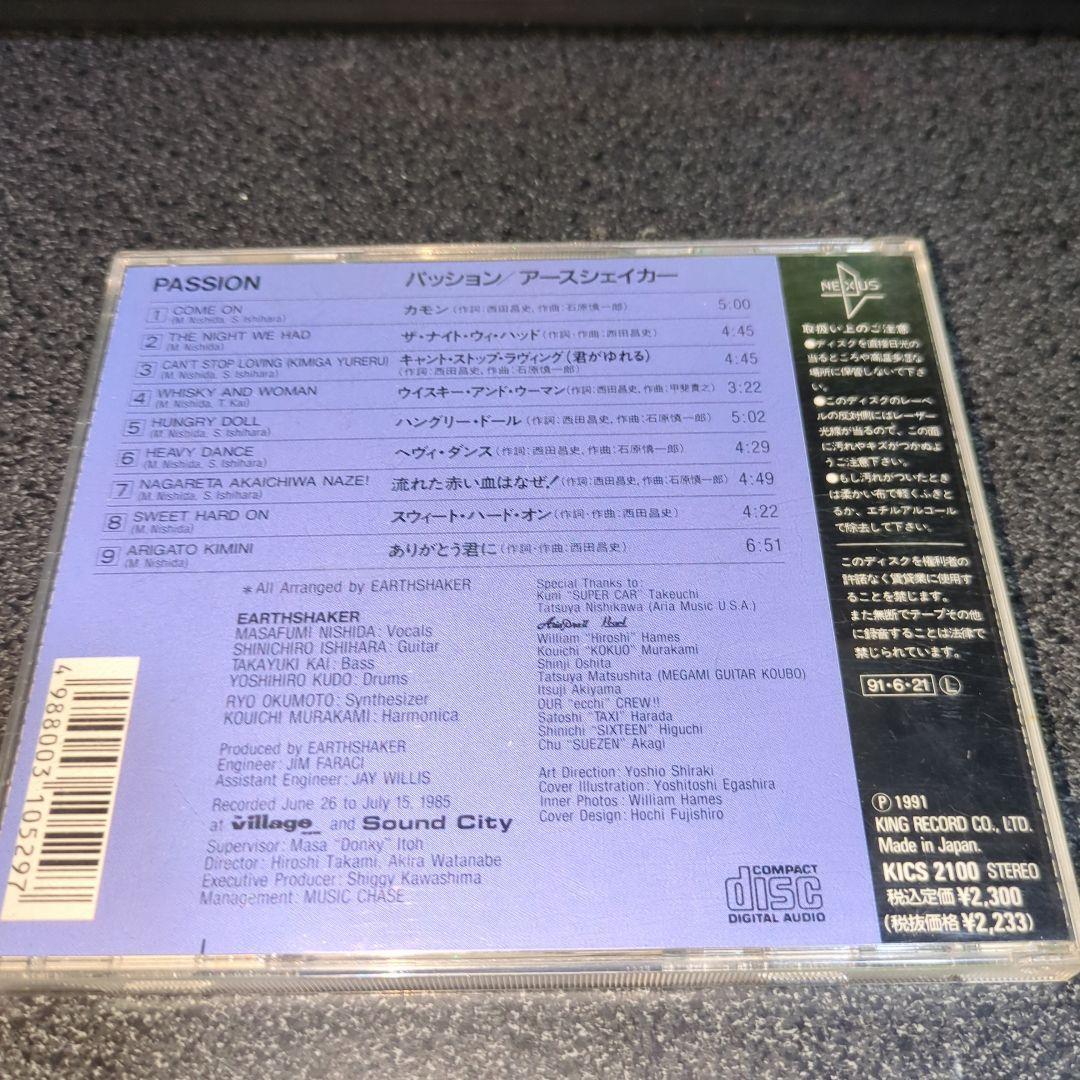 PASSION パッション/アースシェイカー
1 COME ON カモン(作詞:西田昌史,作曲:石原慎一郎) 5:00
(M. Nishida, S. Ishihara)
2 THE NIGHT WE HAD ザ・ナイト・ウィ・ハッド(作詞・作曲:西田昌史) 4:45
(M. Nishida)
3 CAN'T STOP LOVING (KIMIGA YURERU) キャント・ストップ・ラヴィング(君がゆれる) 4:45
(M. Nishida, S. Ishihara) (作詞:西田昌史,作曲:石原慎一郎)
4 WHISKY AND WOMAN ウイスキー・アンド・ウーマン(作詞:西田昌史,作曲:甲斐貴之) 3:22
(M. Nishida, T. Kai)
5 HUNGRY DOLL ハングリー・ドール(作詞:西田昌史,作曲:石原慎一郎) 5:02
(M. Nishida, S. Ishihara)
6 HEAVY DANCE ヘヴィ・ダンス(作詞:西田昌史,作曲:石原慎一郎) 4:29
(M. Nishida, S. Ishihara)
7 NAGARETA AKAICHIWA NAZE! 流れた赤い血はなぜ!(作詞:西田昌史,作曲:石原慎一郎) 4:49
(M. Nishida, S. Ishihara)
8 SWEET HARD ON スウィート・ハード・オン(作詞・作曲:西田昌史) 4:22
(M. Nishida)
9 ARIGATO KIMINI ありがとう君に(作詞・作曲:西田昌史) 6:51
(M. Nishida)
*All Arranged by EARTHSHAKER
EARTHSHAKER
MASAFUMI NISHIDA: Vocals
SHINICHIRO ISHIHARA: Guitar
TAKAYUKI KAI: Bass
YOSHIHIRO KUDO: Drums
RYO OKUMOTO: Synthesizer
KOUICHI MURAKAMI: Harmonica
Produced by EARTHSHAKER
Engineer: JIM FARACI
Assistant Engineer: JAY WILLIS
Recorded June 26 to July 15, 1985
at village and Sound City
Supervisor: Masa "Donky" Itoh
Director: Hiroshi Takami, Akira Watanabe
Executive Producer: Shiggy Kawashima
Management: MUSIC CHASE
Special Thanks to:
Kuni "SUPER CAR" Takeuchi
Tatsuya Nishikawa (Aria Music U.S.A.)
William "Hiroshi" Hames
Kouichi "KOKUO" Murakami
Shinji Oshita
Tatsuya Matsushita (MEGAMI GUITAR KOUBO)
Itsuji Akiyama
OUR "ecchi" CREW!!
Satoshi "TAXI" Harada
Shinichi "SIXTEEN" Higuchi
Chu "SUEZEN" Akagi
Art Direction: Yoshio Shiraki
Cover Illustration: Yoshitoshi Egashira
Inner Photos: William Hames
Cover Design: Hochi Fujishiro
COMPACT
disc
DIGITAL AUDIO
4988003105297
NEXUS
取扱い上のご注意
●ディスクを直接日光の
当るところや高温多湿な
場所に保管しないで下さ
い。
●このディスクのレーベ
ルの反対側にはレーザー
光線が当るので、この面
に汚れやキズがつかぬよ
うご注意下さい。
●もし汚れがついたとき
は柔かい布で軽くふきと
るか、エチルアルコール
で除去して下さい。
このディスクを権利者の
許諾なく賃貸業に使用す
ることを禁じます。
また無断でテープその他
に録音することは法律で
禁じられています。
91・6・21 L
Ⓟ 1991
KING RECORD CO., LTD.
Made in Japan.
KICS 2100 STEREO
税込定価¥2,300
(税抜価格¥2,233)